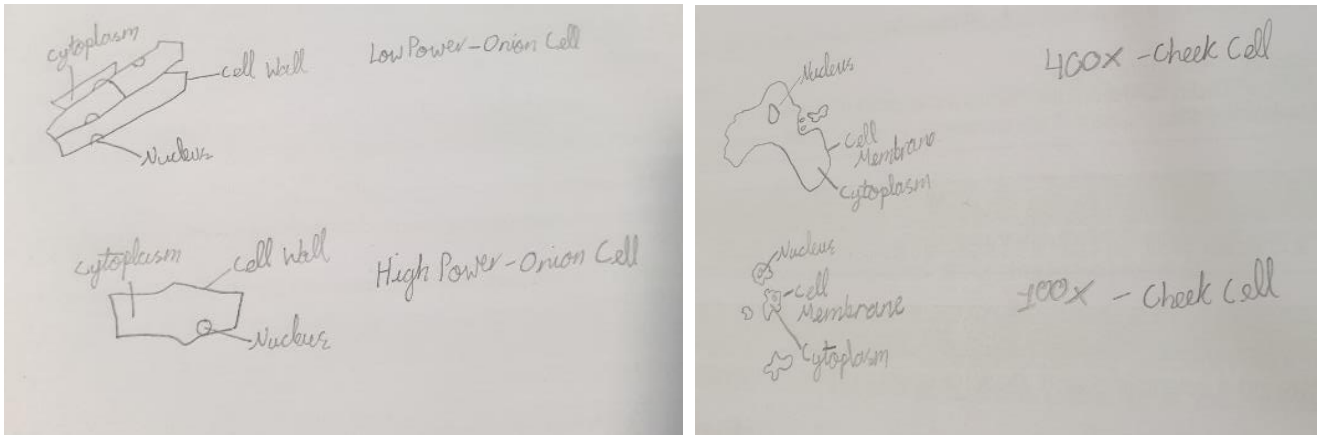 cytoplasm
Low Power-Onion Cell
Cell Wall
Nucleus
Cytoplasm
Cell Wall
High Power-Onion Cell
Nucleus
Nucleus
400X - Cheek Cell
Cell
Membrane
Cytoplasm
Nucleus
Cell
Membrane
100X - Cheek Cell
Cytoplasm